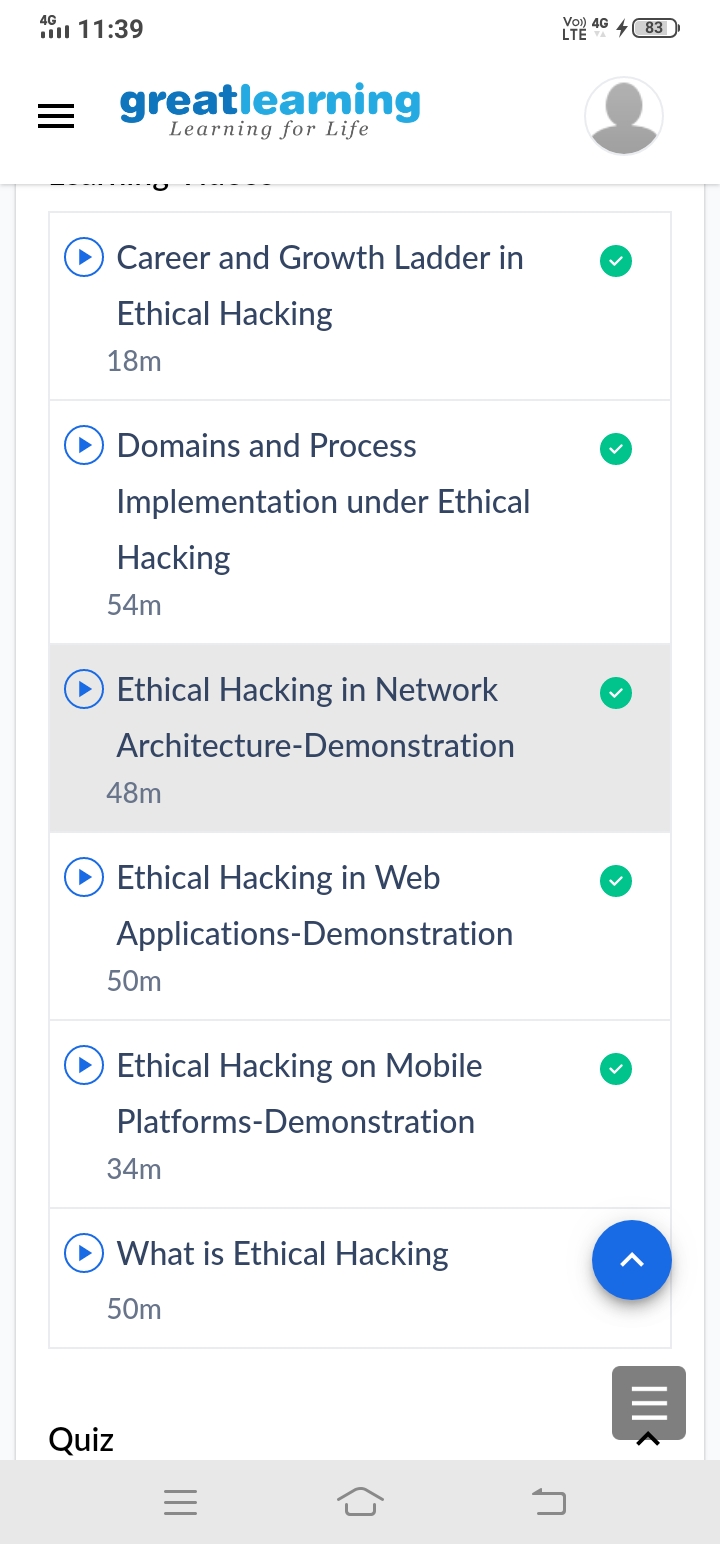 4G 11:39 Vo)) LTE 4G 83
greatlearning
Learning for Life
Career and Growth Ladder in
Ethical Hacking
18m
Domains and Process
Implementation under Ethical
Hacking
54m
Ethical Hacking in Network
Architecture-Demonstration
48m
Ethical Hacking in Web
Applications-Demonstration
50m
Ethical Hacking on Mobile
Platforms-Demonstration
34m
What is Ethical Hacking
50m
Quiz